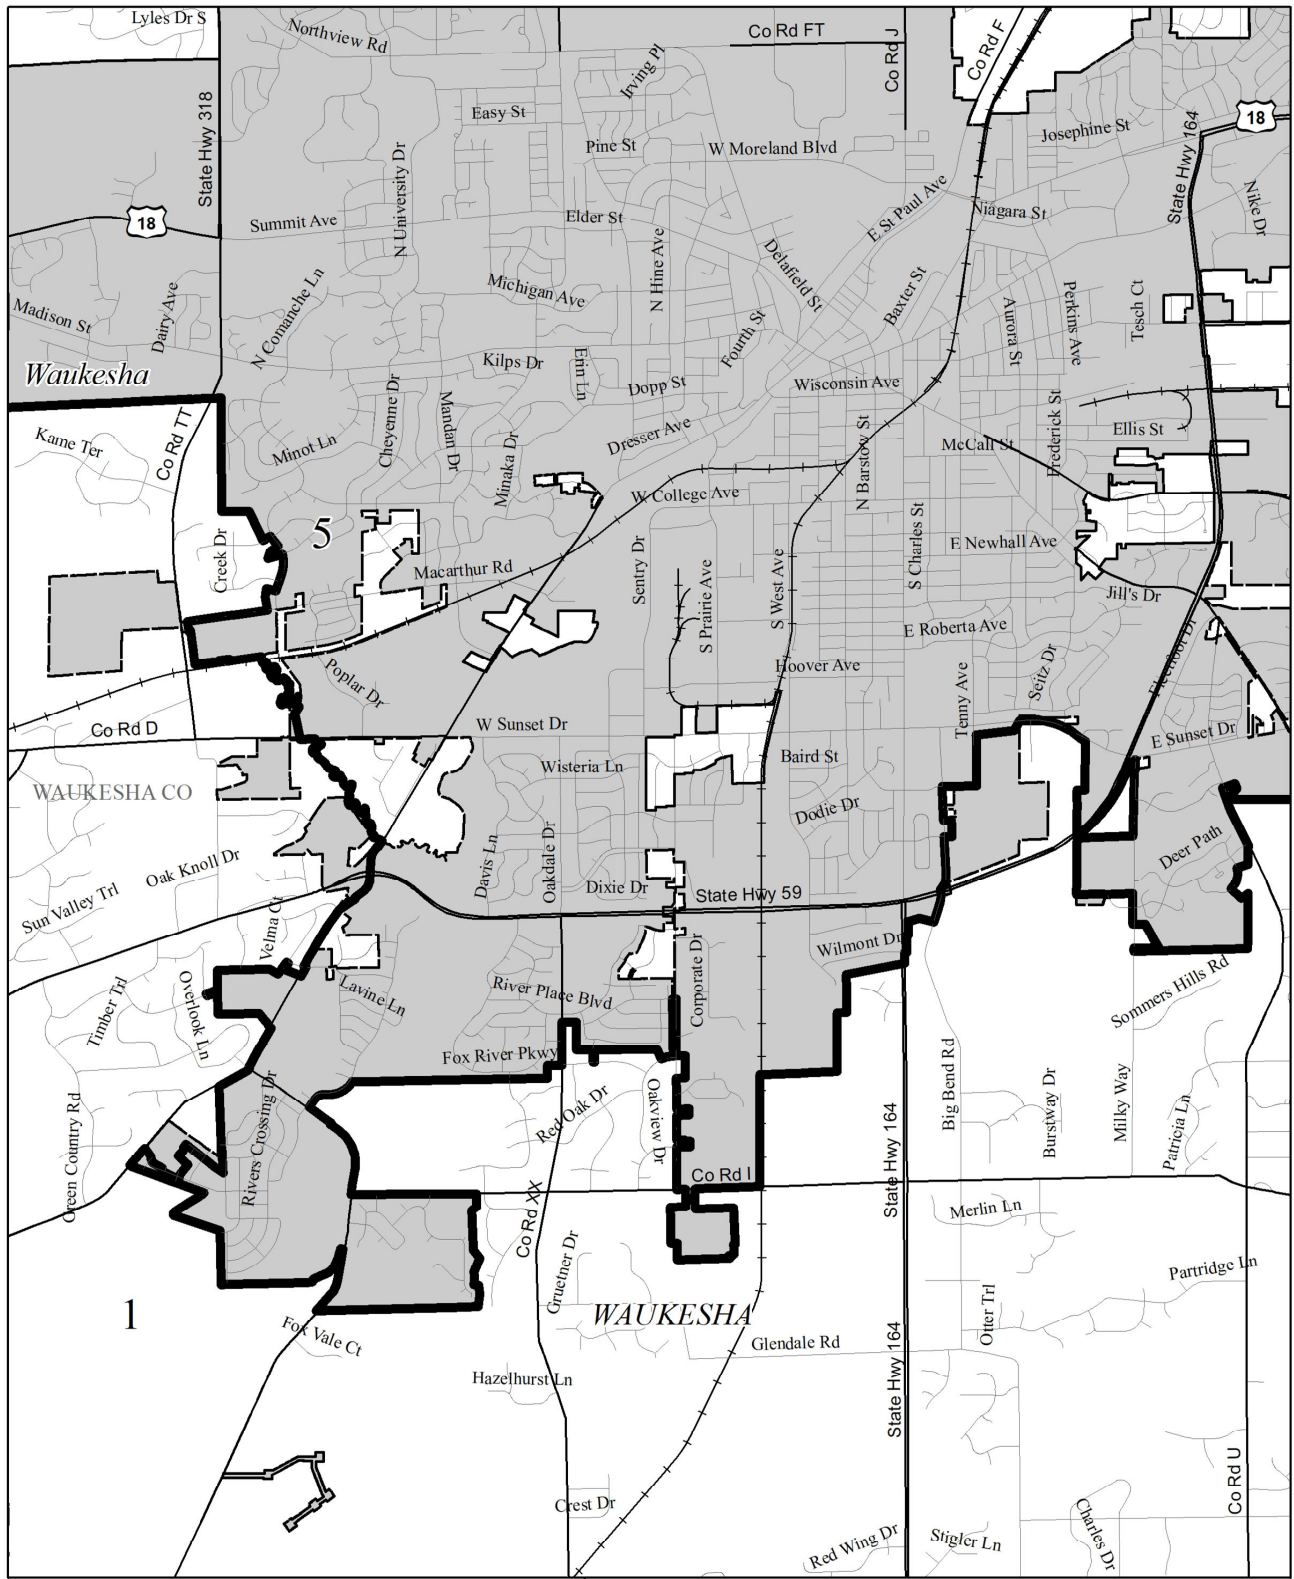 Lyles Dr S
Northview Rd
Co Rd FT
Co Rd J
Co Rd F
Irving Pl
State Hwy 318
Easy St
Pine St
W Moreland Blvd
Josephine St
State Hwy 164
18
18
Summit Ave
N University Dr
Elder St
E St Paul Ave
Niagara St
Nike Dr
N Hine Ave
Delafield St
Michigan Ave
N Comanche Ln
Dairy Ave
Madison St
Baxter St
Aurora St
Perkins Ave
Tesch Ct
Fourth St
Kilps Dr
Erin Ln
Dopp St
Wisconsin Ave
Waukesha
Cheyenne Dr
Mandan Dr
Dresser Ave
Frederick St
Ellis St
McCall St
Kame Ter
Co Rd TT
Minot Ln
Minaka Dr
W College Ave
N Barstow St
5
Creek Dr
Macarthur Rd
Sentry Dr
S Prairie Ave
S West Ave
S Charles St
E Newhall Ave
Jill's Dr
E Roberta Ave
Hoover Ave
Poplar Dr
Tenny Ave
Seitz Dr
Fleetfoot Dr
Co Rd D
W Sunset Dr
E Sunset Dr
Baird St
Wisteria Ln
WAUKESHA CO
Dodie Dr
Deer Path
Oak Knoll Dr
Davis Ln
Oakdale Dr
Dixie Dr
State Hwy 59
Sun Valley Trl
Velma Ct
Wilmont Dr
Corporate Dr
Timber Trl
Overlook Ln
Lavine Ln
River Place Blvd
Sommers Hills Rd
Fox River Pkwy
Red Oak Dr
Oakview Dr
Big Bend Rd
Burstway Dr
Milky Way
Patricia Ln
Green Country Rd
Rivers Crossing Dr
State Hwy 164
Co Rd I
Co Rd XX
Merlin Ln
Gruetner Dr
Partridge Ln
1
WAUKESHA
Otter Trl
Fox Vale Ct
Glendale Rd
State Hwy 164
Hazelhurst Ln
Co Rd U
Crest Dr
Red Wing Dr
Stigler Ln
Charles Dr